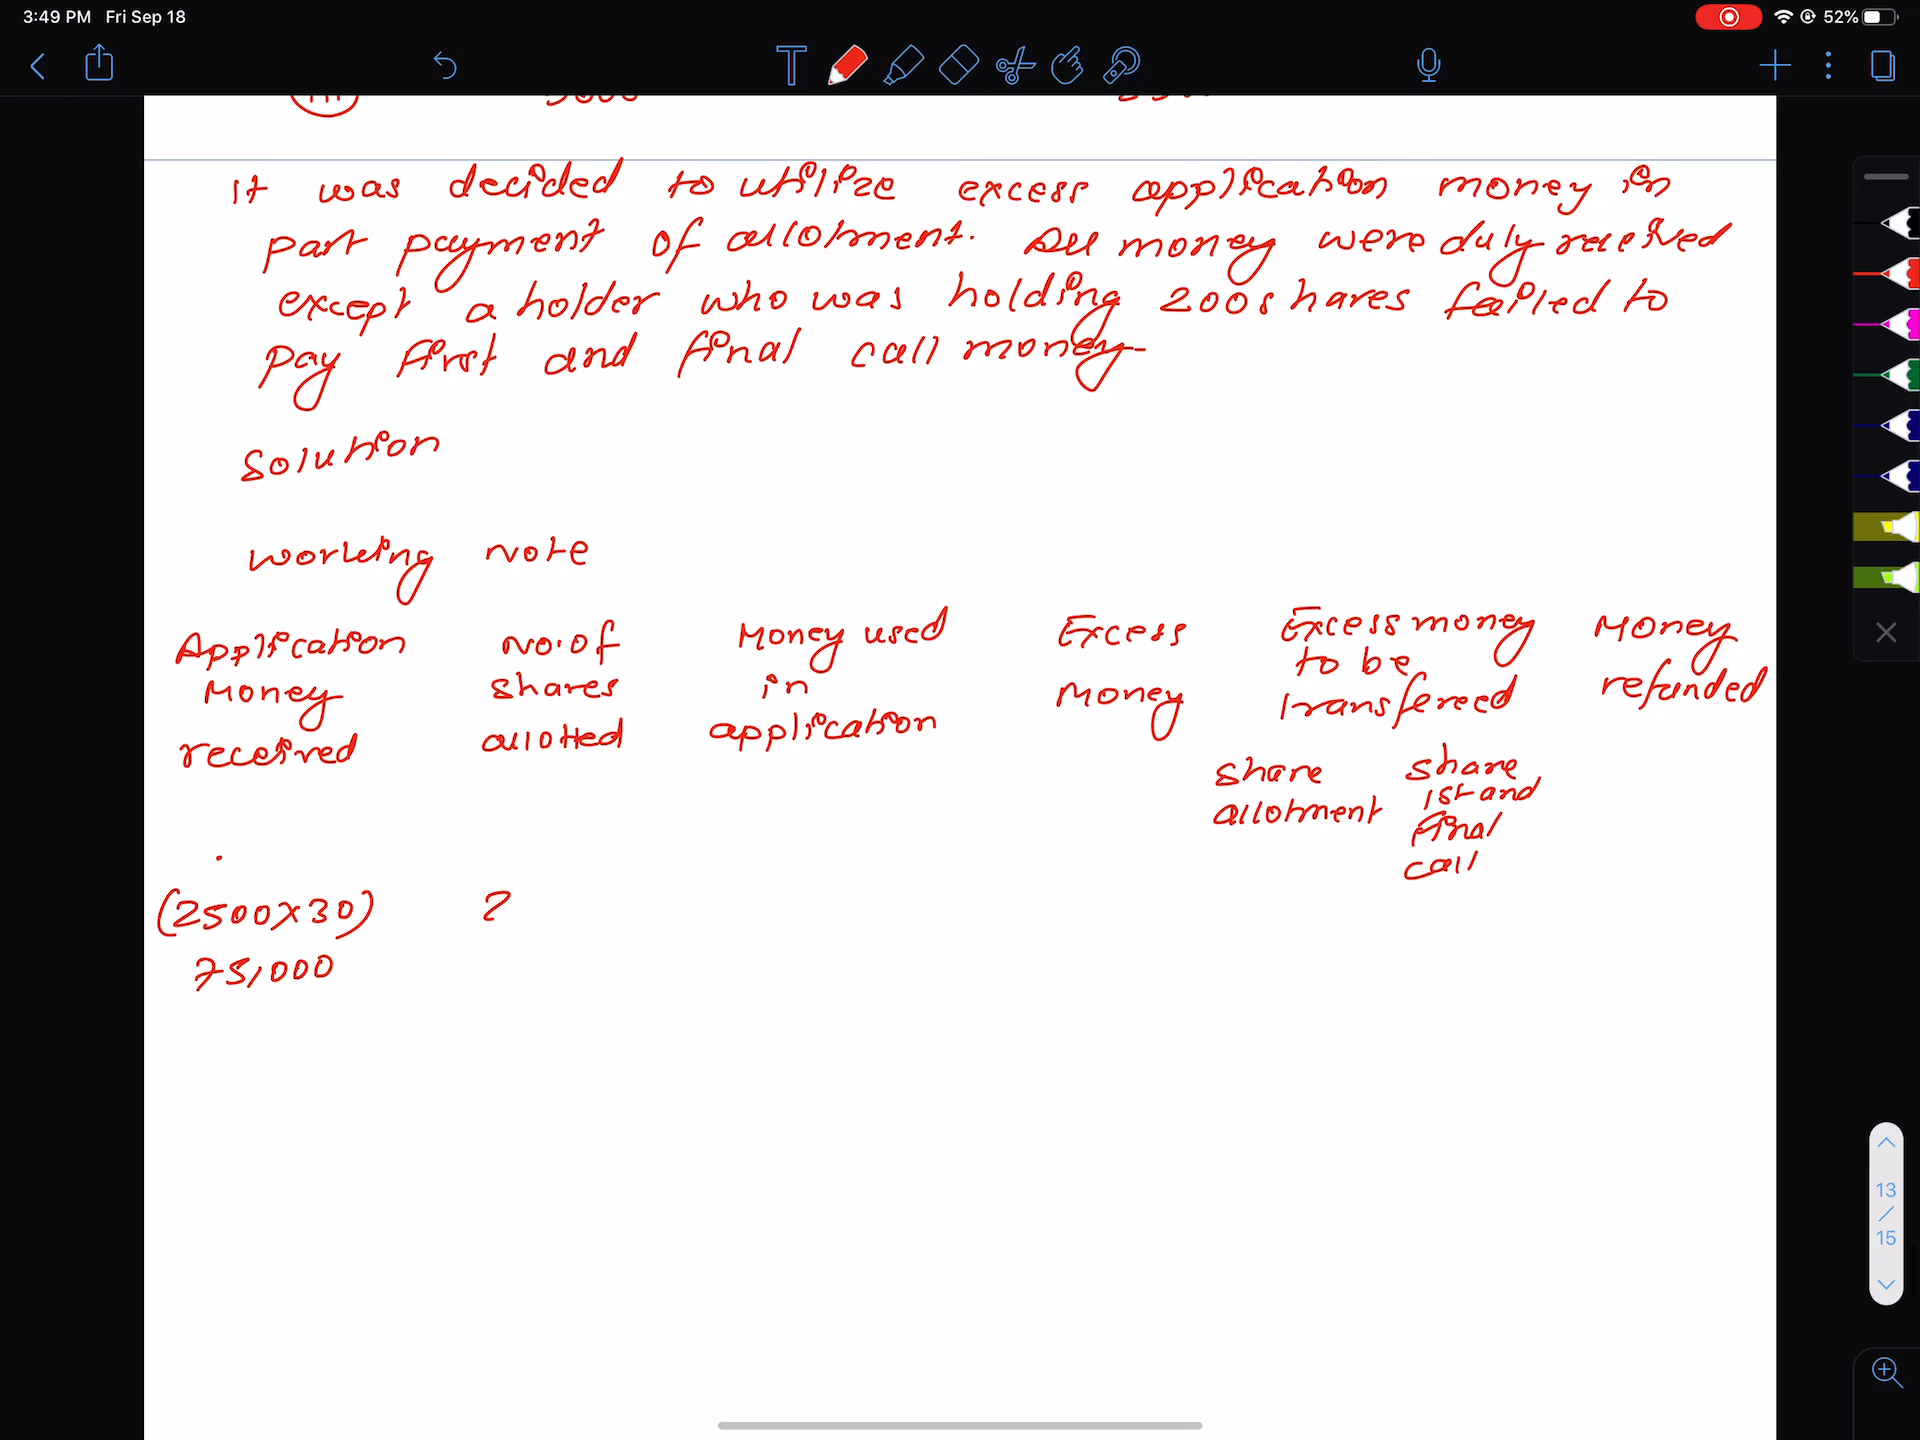 3:49 PM Fri Sep 18
52%
It was decided to utilize excess application money in
part payment of allotment. All money were duly received
except a holder who was holding 200 shares failed to
pay first and final call money
Solution
working note
Application Money received
No. of shares allotted
Money used in application
Excess Money
Excess money to be transfereed
Money refunded
share allotment
share 1st and final call
(2500x30)
75,000
2
13
/
15